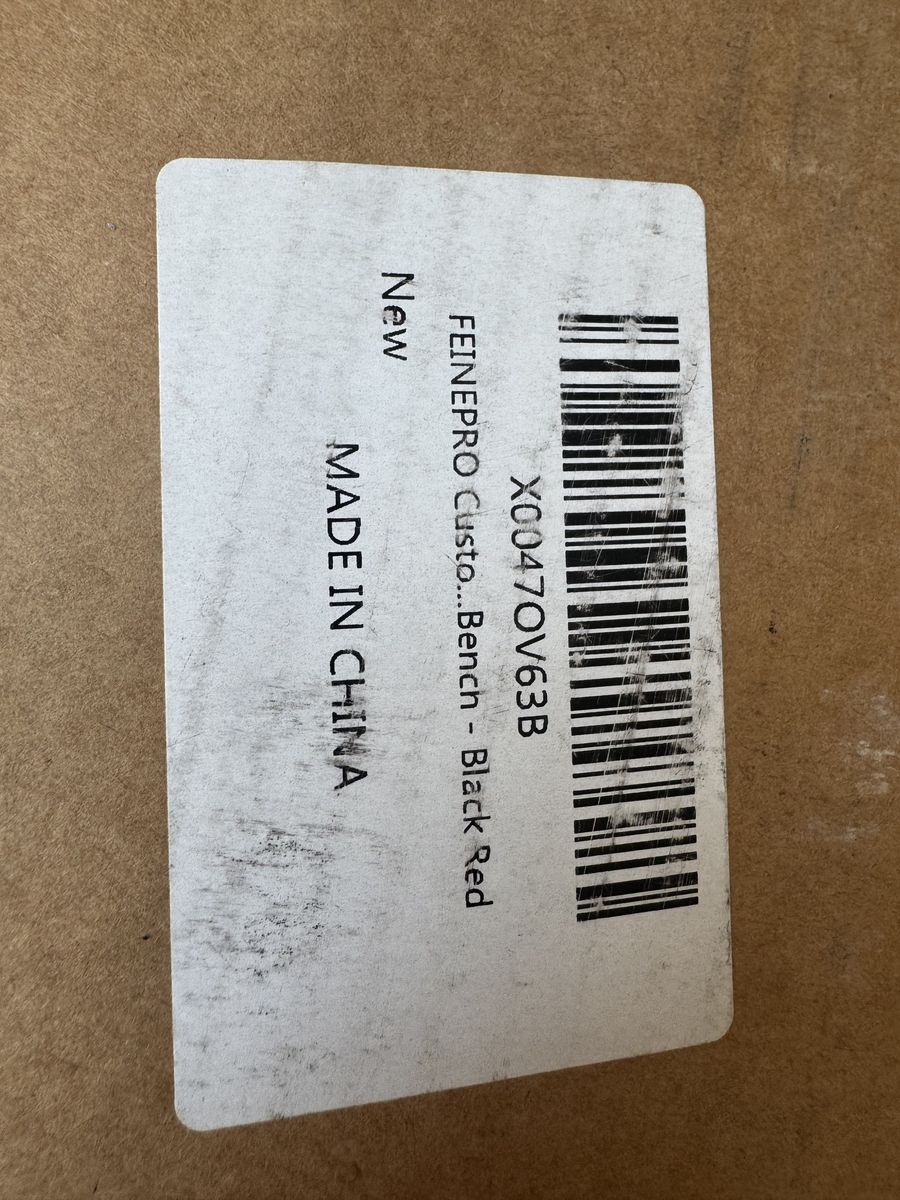 X0047OV63B
FEINEPRO Custo...Bench - Black Red
New
MADE IN CHINA